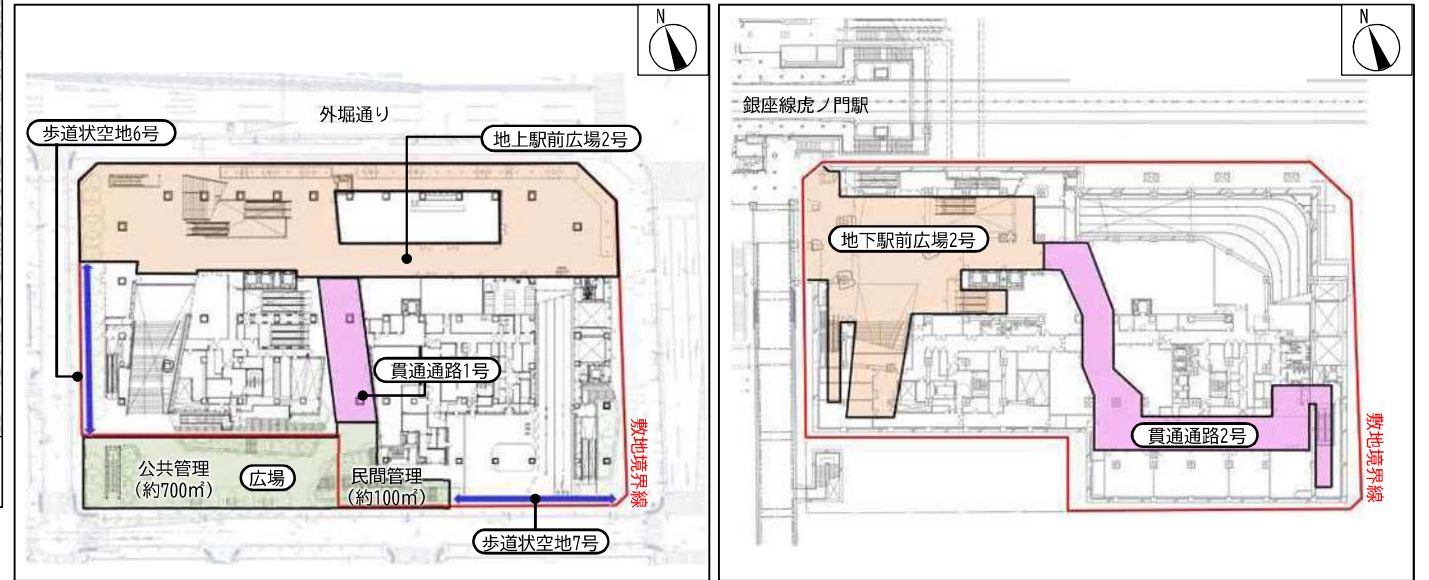 N
外堀通り
歩道状空地6号
地上駅前広場2号
貫通通路1号
敷地境界線
公共管理
(約700㎡)
広場
民間管理
(約100㎡)
歩道状空地7号
N
銀座線虎ノ門駅
地下駅前広場2号
貫通通路2号
敷地境界線